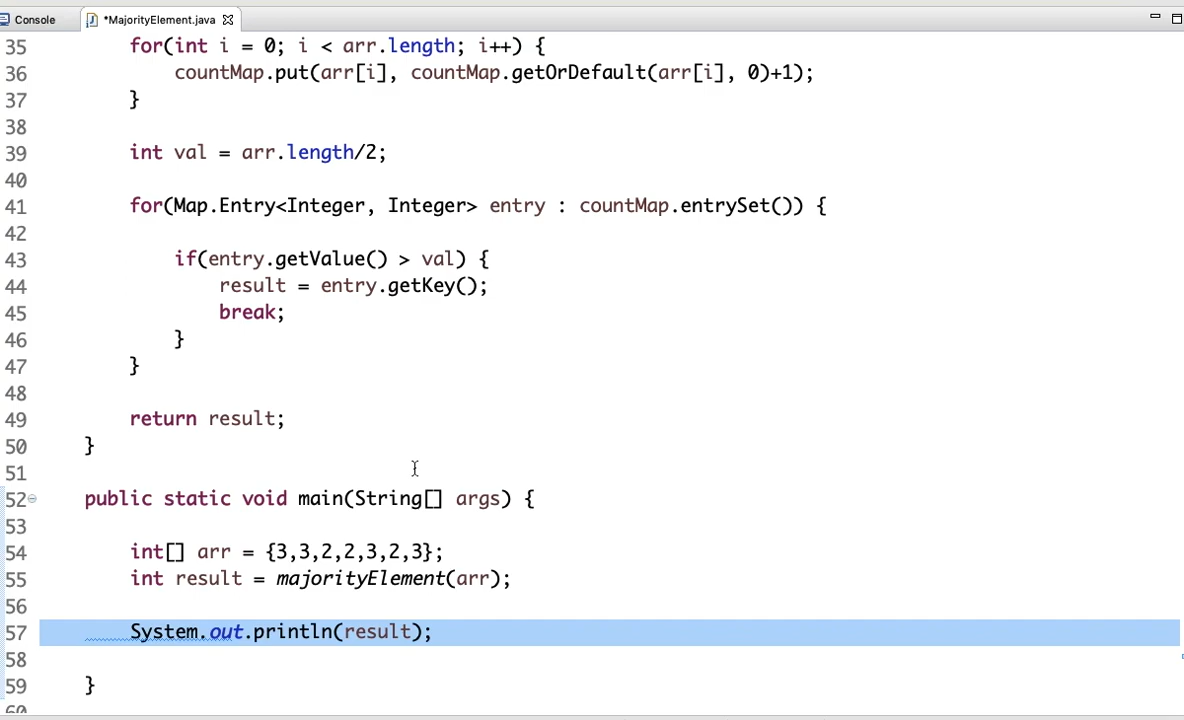 Console *MajorityElement.java
35 for(int i = 0; i < arr.length; i++) {
36 countMap.put(arr[i], countMap.getOrDefault(arr[i], 0)+1);
37 }
38
39 int val = arr.length/2;
40
41 for(Map.Entry<Integer, Integer> entry : countMap.entrySet()) {
42
43 if(entry.getValue() > val) {
44 result = entry.getKey();
45 break;
46 }
47 }
48
49 return result;
50 }
51
52 public static void main(String[] args) {
53
54 int[] arr = {3,3,2,2,3,2,3};
55 int result = majorityElement(arr);
56
57 System.out.println(result);
58
59 }
60